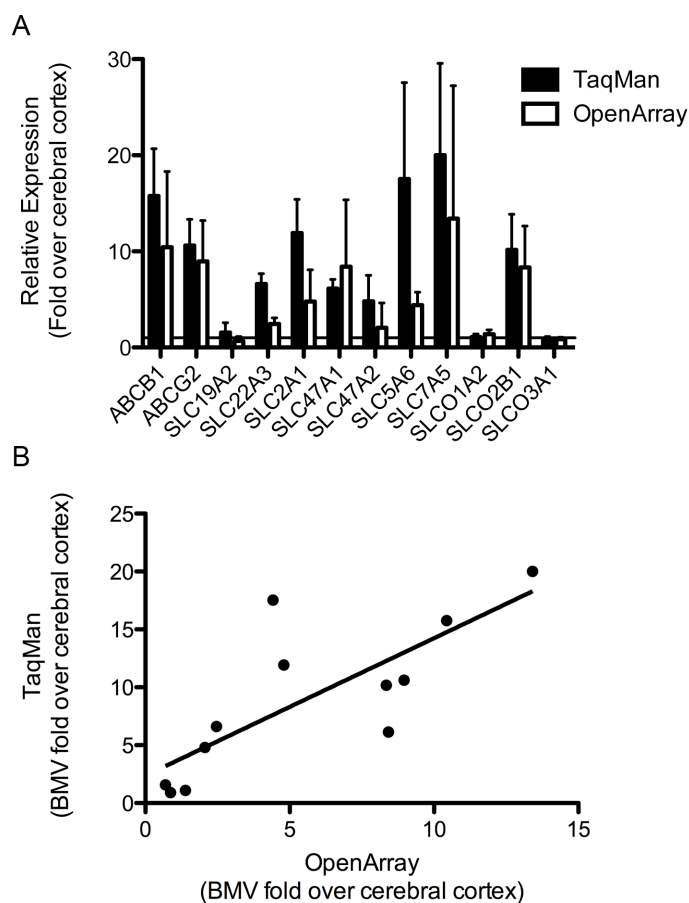 A
Relative Expression
(Fold over cerebral cortex)
30
20
10
0
TaqMan
OpenArray
ABCB1
ABCG2
SLC19A2
SLC22A3
SLC2A1
SLC47A1
SLC47A2
SLC5A6
SLC7A5
SLCO1A2
SLCO2B1
SLCO3A1
B
TaqMan
(BMV fold over cerebral cortex)
25
20
15
10
5
0
0
5
10
15
OpenArray
(BMV fold over cerebral cortex)